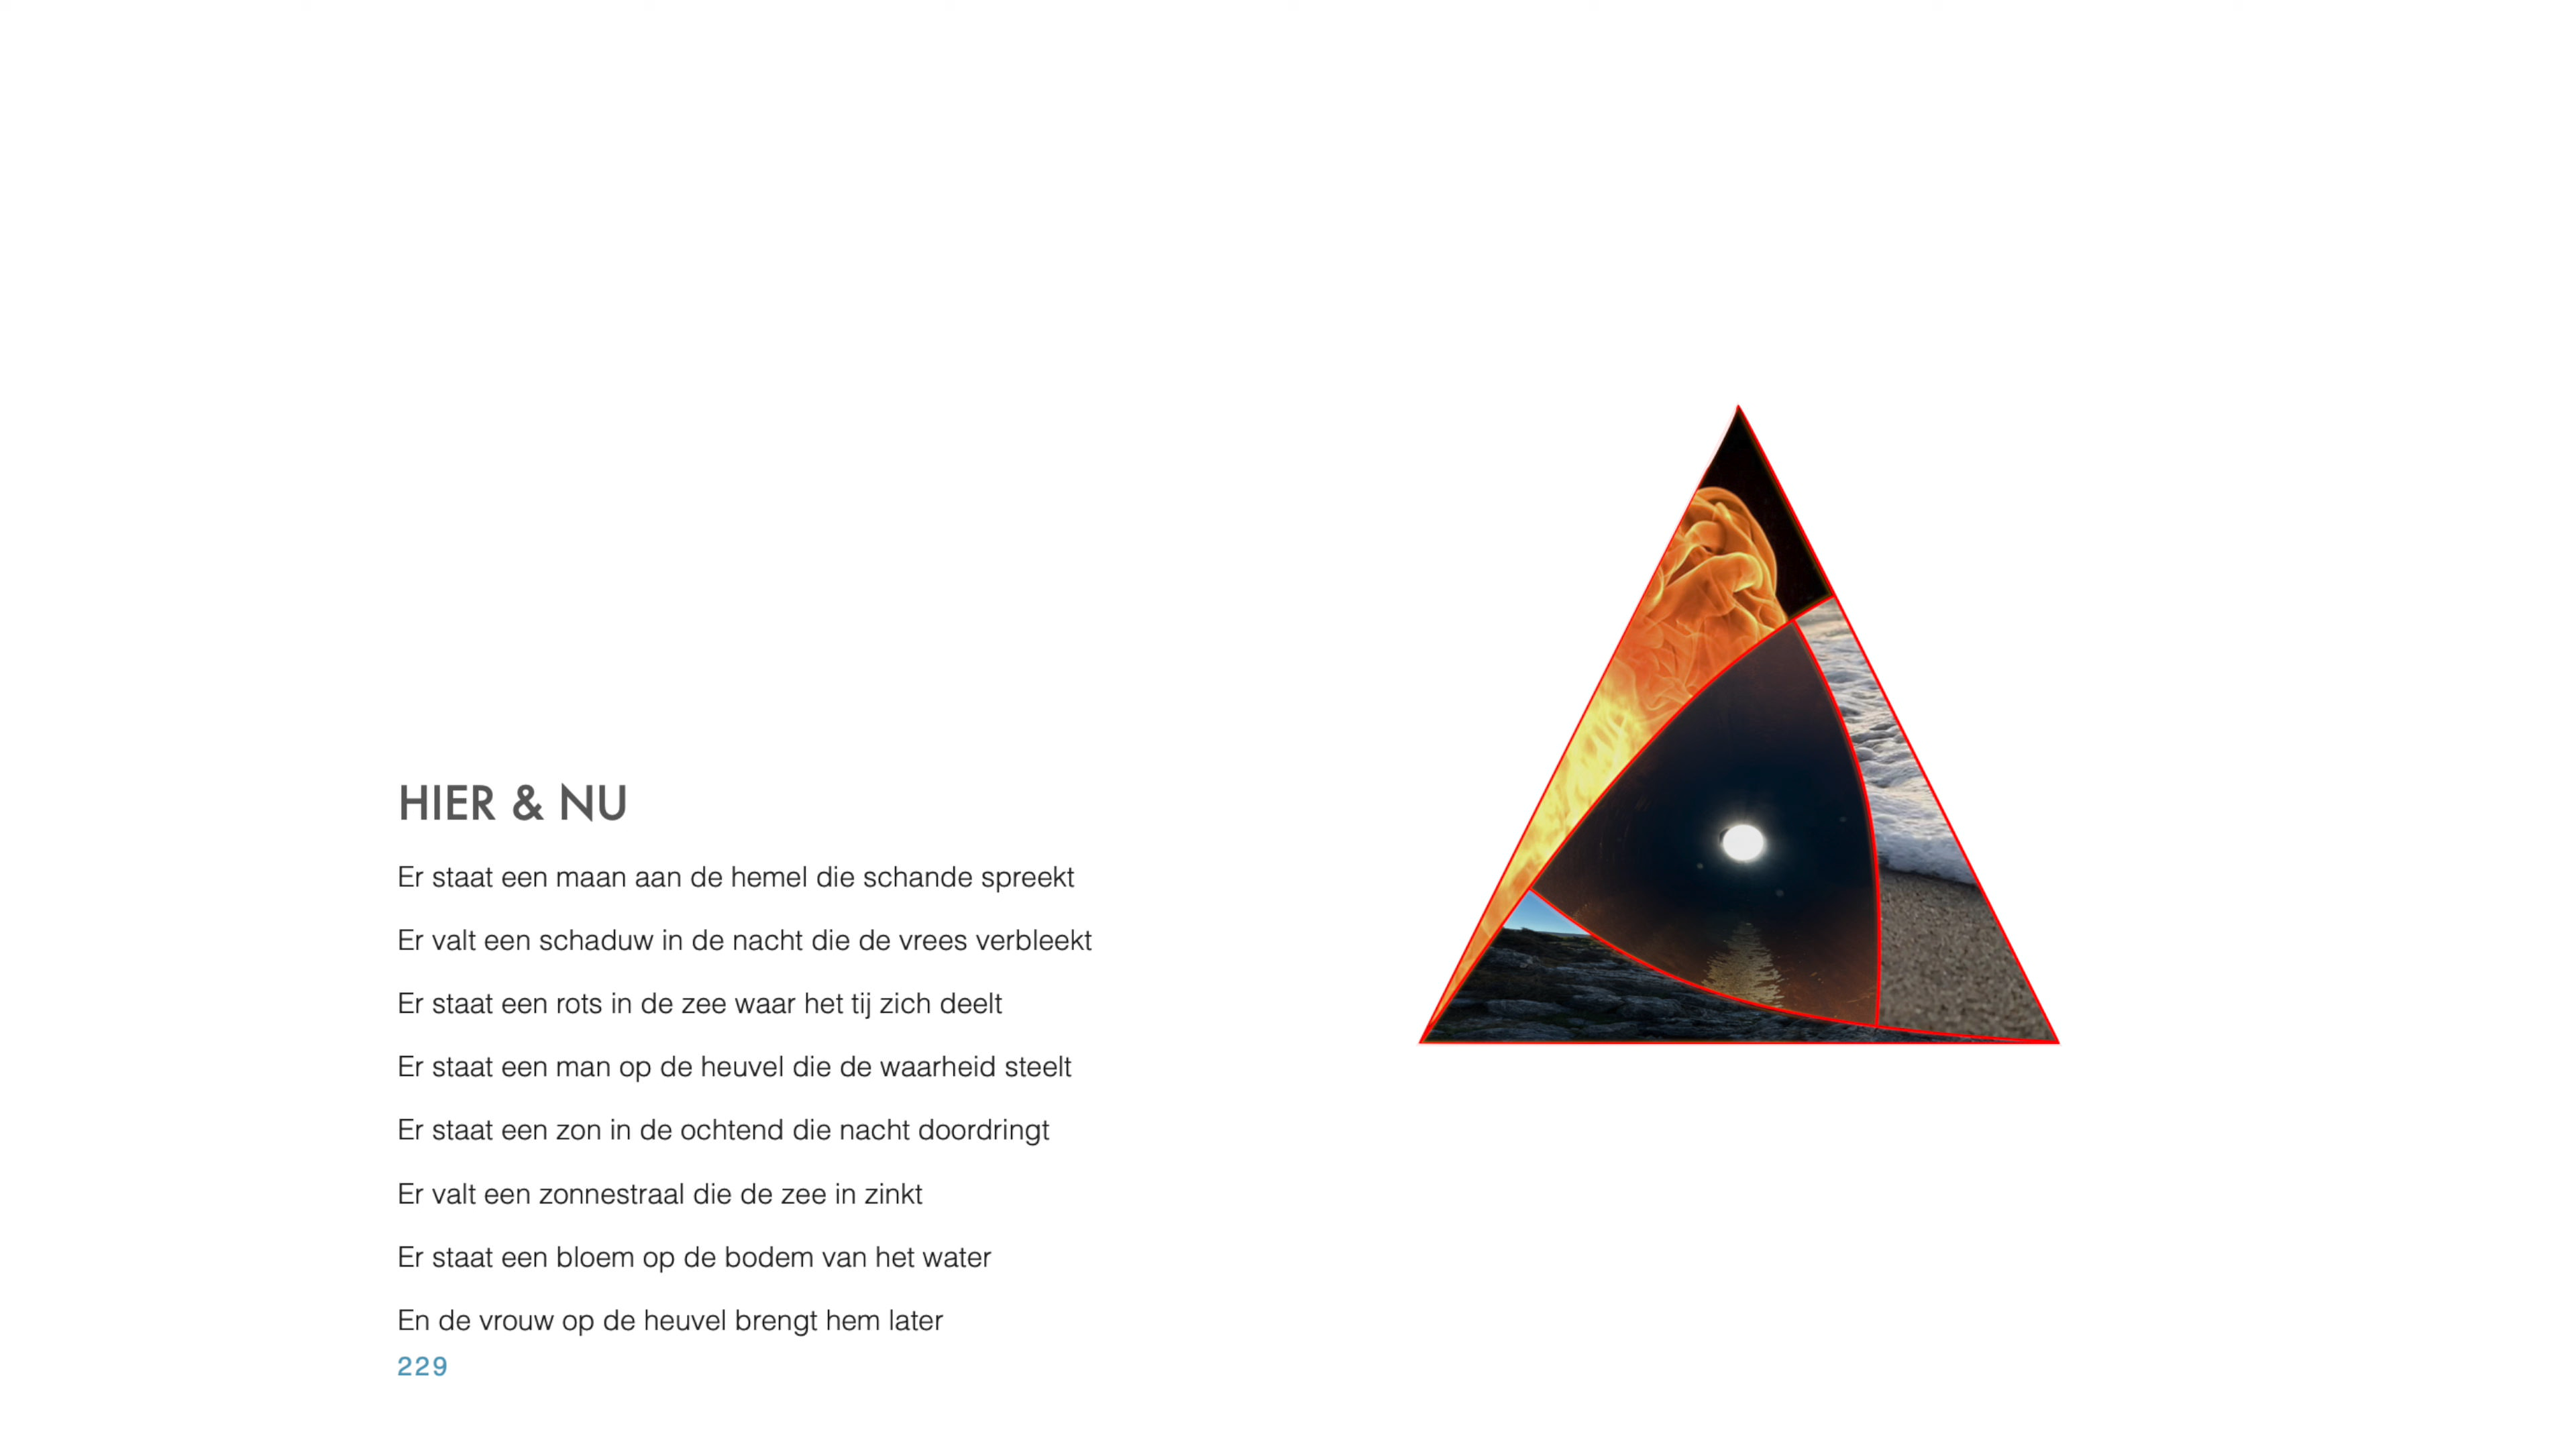 HIER & NU
Er staat een maan aan de hemel die schande spreekt
Er valt een schaduw in de nacht die de vrees verbleekt
Er staat een rots in de zee waar het tij zich deelt
Er staat een man op de heuvel die de waarheid steelt
Er staat een zon in de ochtend die nacht doordringt
Er valt een zonnestraal die de zee in zinkt
Er staat een bloem op de bodem van het water
En de vrouw op de heuvel brengt hem later
229